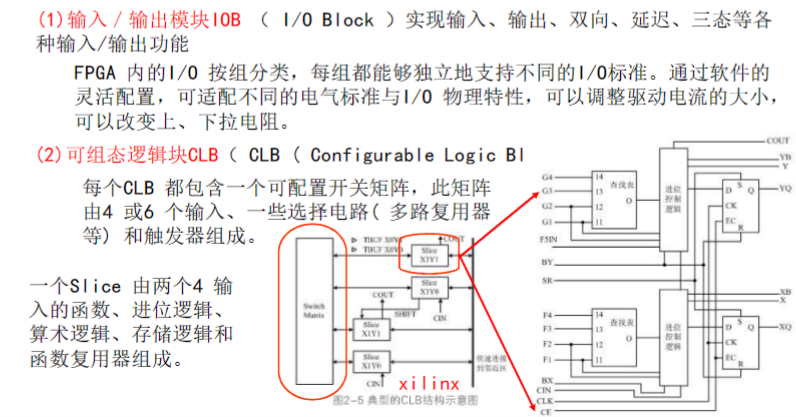 (1)输入/输出模块IOB ( I/O Block )实现输入、输出、双向、延迟、三态等各
种输入/输出功能
FPGA 内的I/O 按组分类，每组都能够独立地支持不同的I/O标准。通过软件的
灵活配置，可适配不同的电气标准与I/O 物理特性，可以调整驱动电流的大小，
可以改变上、下拉电阻。
(2)可组态逻辑块CLB ( CLB ( Configurable Logic Bl
每个CLB 都包含一个可配置开关矩阵，此矩阵
由4 或6 个输入、一些选择电路( 多路复用器
等) 和触发器组成。
一个Slice 由两个4 输
入的函数、进位逻辑、
算术逻辑、存储逻辑和
函数复用器组成。
Switch
Matrix
TBUF X0Y1
TBUF X0Y0
COUT
Slice
X1Y1
Slice
X1Y0
COUT
SHIFT
CIN
Slice
X1Y1
Slice
X1Y0
CIN
快速连接
到邻近区
xilinx
图2-5 典型的CLB结构示意图
COUT
YB
Y
G4
G3
G2
G1
14
13
12
11
查找表
O
进位
控制
逻辑
D
S
Q
CK
EC
R
YQ
F5IN
BY
SR
XB
X
F4
F3
F2
F1
14
13
12
11
查找表
O
进位
控制
逻辑
D
S
Q
CK
EC
R
XQ
BX
CIN
CLK
CE